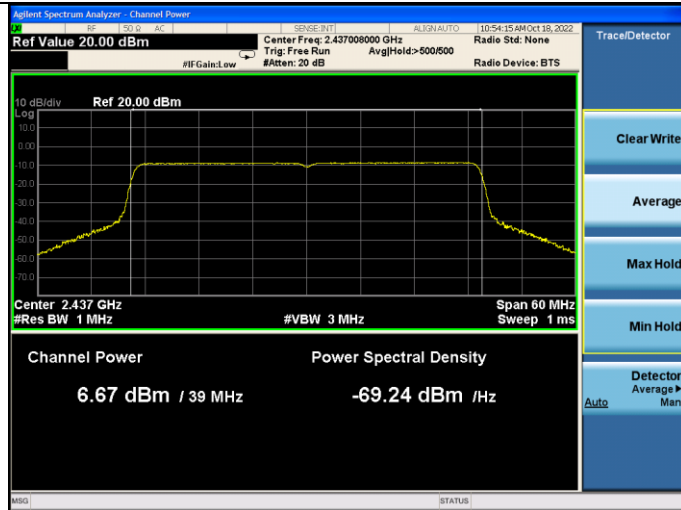 Agilent Spectrum Analyzer - Channel Power
RF 50 Ω AC SENSE:INT ALIGN AUTO 10:54:15 AM Oct 18, 2022
Ref Value 20.00 dBm
Center Freq: 2.437008000 GHz
Radio Std: None
Trig: Free Run Avg|Hold:>500/500
#IFGain:Low #Atten: 20 dB Radio Device: BTS
10 dB/div Ref 20.00 dBm
Log
10.0
0.00
-10.0
-20.0
-30.0
-40.0
-50.0
-60.0
-70.0
Center 2.437 GHz Span 60 MHz
#Res BW 1 MHz #VBW 3 MHz Sweep 1 ms
Channel Power Power Spectral Density
6.67 dBm / 39 MHz -69.24 dBm /Hz
MSG STATUS
Trace/Detector
Clear Write
Average
Max Hold
Min Hold
Detector
Average
Auto Man